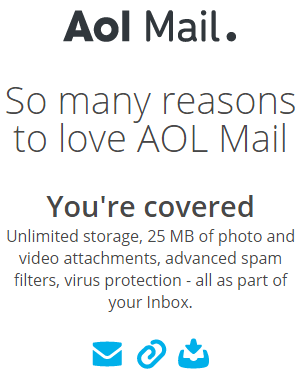 Aol Mail.
So many reasons
to love AOL Mail
You're covered
Unlimited storage, 25 MB of photo and
video attachments, advanced spam
filters, virus protection - all as part of
your Inbox.